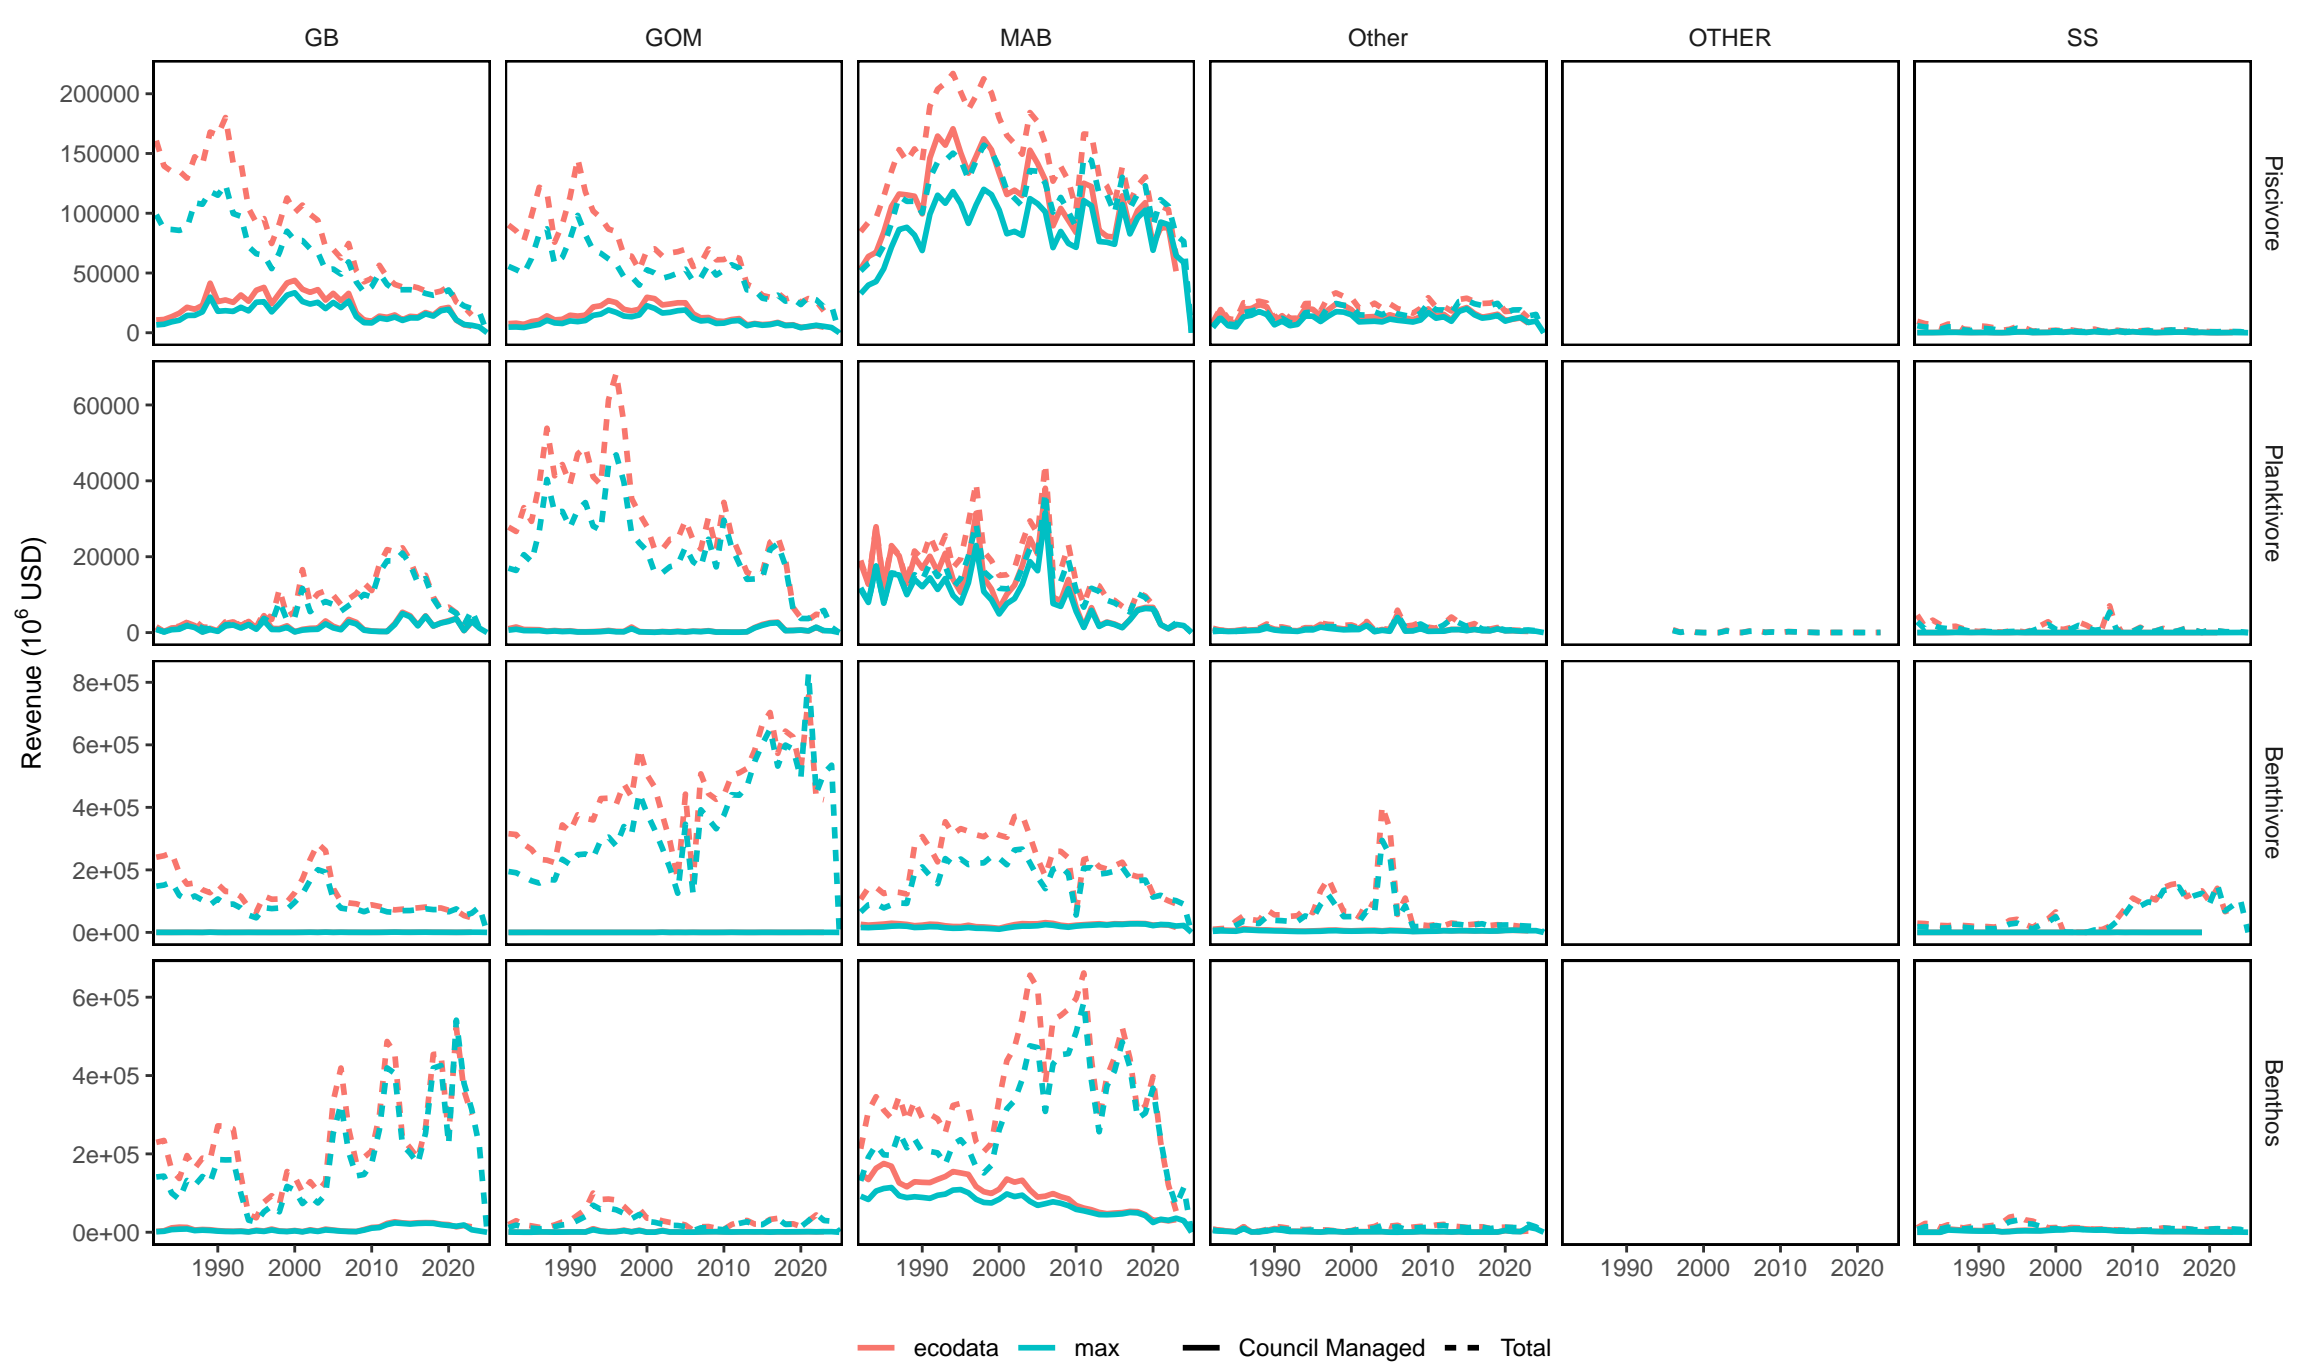 GB GOM MAB Other OTHER SS
200000
150000
100000
50000
0
Piscivore
60000
40000
20000
0
Planktivore
Revenue (10⁶ USD)
8e+05
6e+05
4e+05
2e+05
0e+00
Benthivore
6e+05
4e+05
2e+05
0e+00
Benthos
1990 2000 2010 2020 1990 2000 2010 2020 1990 2000 2010 2020 1990 2000 2010 2020 1990 2000 2010 2020 1990 2000 2010 2020
ecodata max Council Managed Total